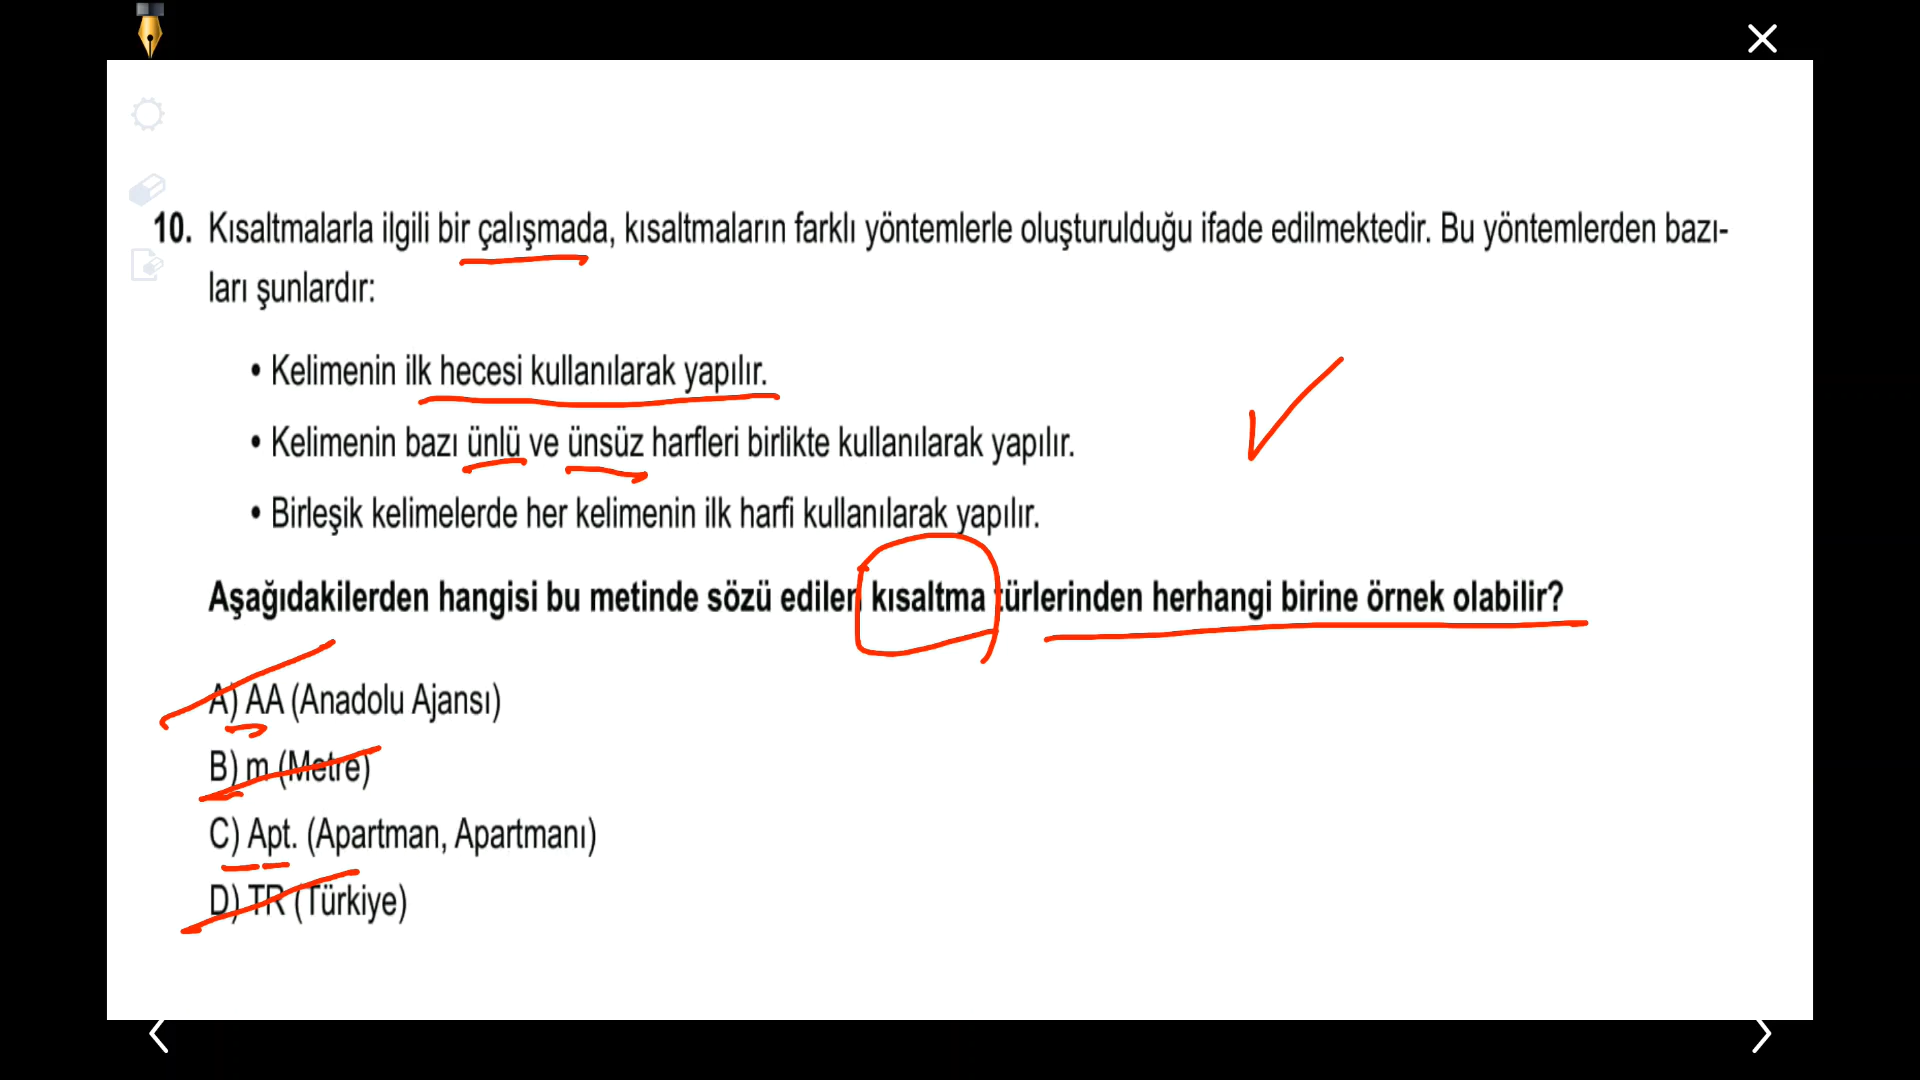 10. Kısaltmalarla ilgili bir çalışmada, kısaltmaların farklı yöntemlerle oluşturulduğu ifade edilmektedir. Bu yöntemlerden bazı-
ları şunlardır:
• Kelimenin ilk hecesi kullanılarak yapılır.
• Kelimenin bazı ünlü ve ünsüz harfleri birlikte kullanılarak yapılır.
• Birleşik kelimelerde her kelimenin ilk harfi kullanılarak yapılır.
Aşağıdakilerden hangisi bu metinde sözü edilen kısaltma türlerinden herhangi birine örnek olabilir?
A) AA (Anadolu Ajansı)
B) m (Metre)
C) Apt. (Apartman, Apartmanı)
D) TR (Türkiye)